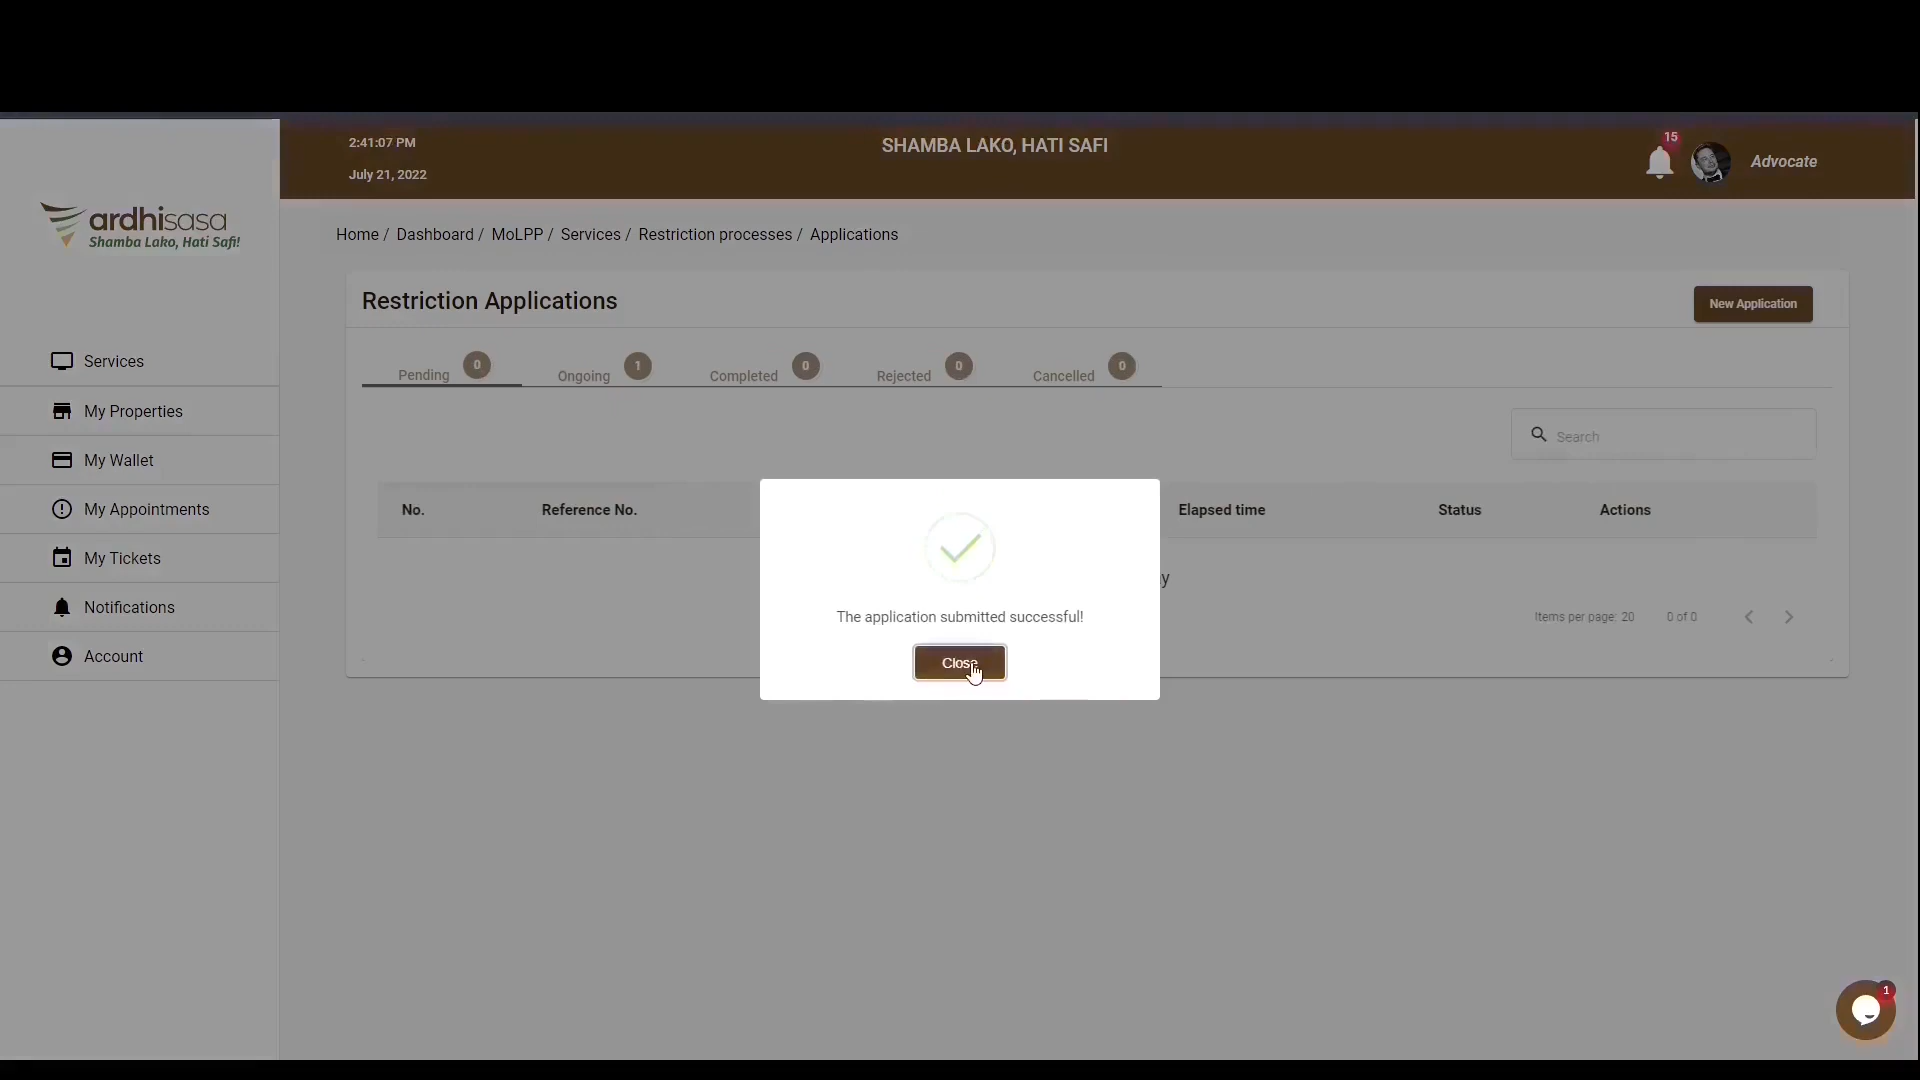 2:41:07 PM
July 21, 2022
SHAMBA LAKO, HATI SAFI
15
Advocate
ardhisasa
Shamba Lako, Hati Safi!
Home / Dashboard / MoLPP / Services / Restriction processes / Applications
Restriction Applications
New Application
Pending 0
Ongoing 1
Completed 0
Rejected 0
Cancelled 0
Search
No. Reference No. Elapsed time Status Actions
y
Items per page: 20 0 of 0
The application submitted successful!
Close
Services
My Properties
My Wallet
My Appointments
My Tickets
Notifications
Account
1